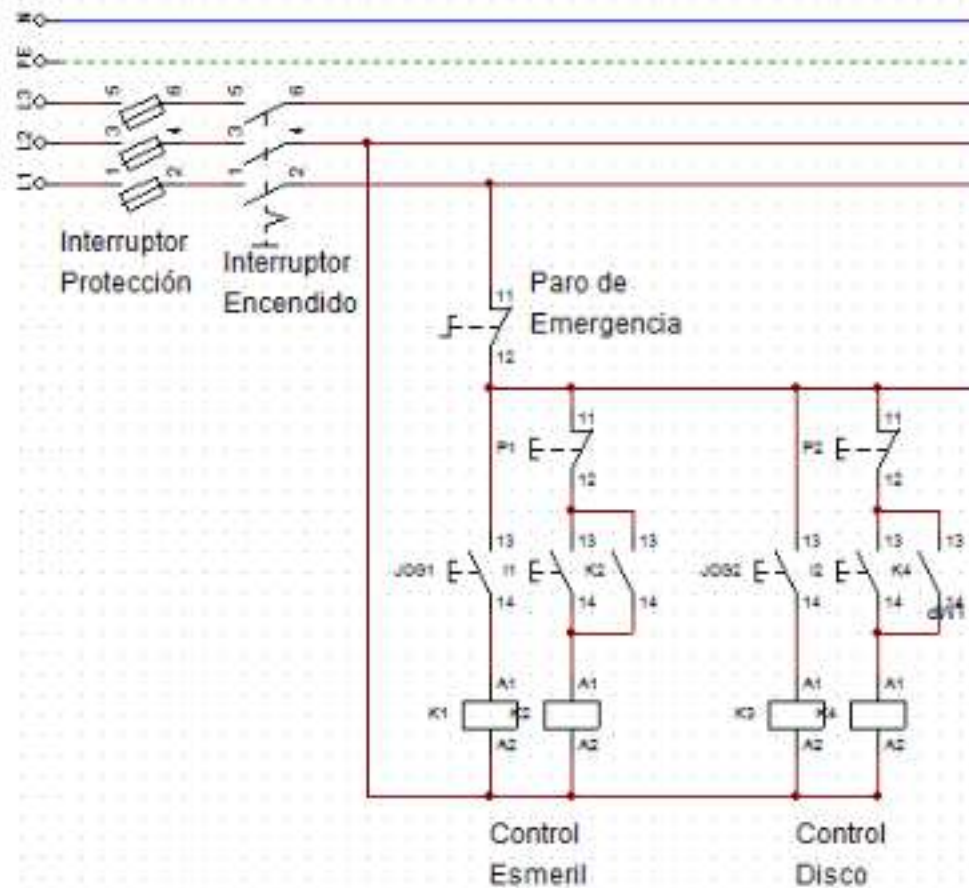 N
PE
L3 5 6 5 6
L2 3 4 3 4
L1 1 2 1 2
Interruptor
Protección
Interruptor
Encendido
11
Paro de
Emergencia
12
P1 11
12
P2 11
12
JOG1 13
14
I1 13
14
K2 13
14
JOG2 13
14
I2 13
14
K4 13
14
K1 A1
A2
K2 A1
A2
K3 A1
A2
K4 A1
A2
Control
Esmeril
Control
Disco